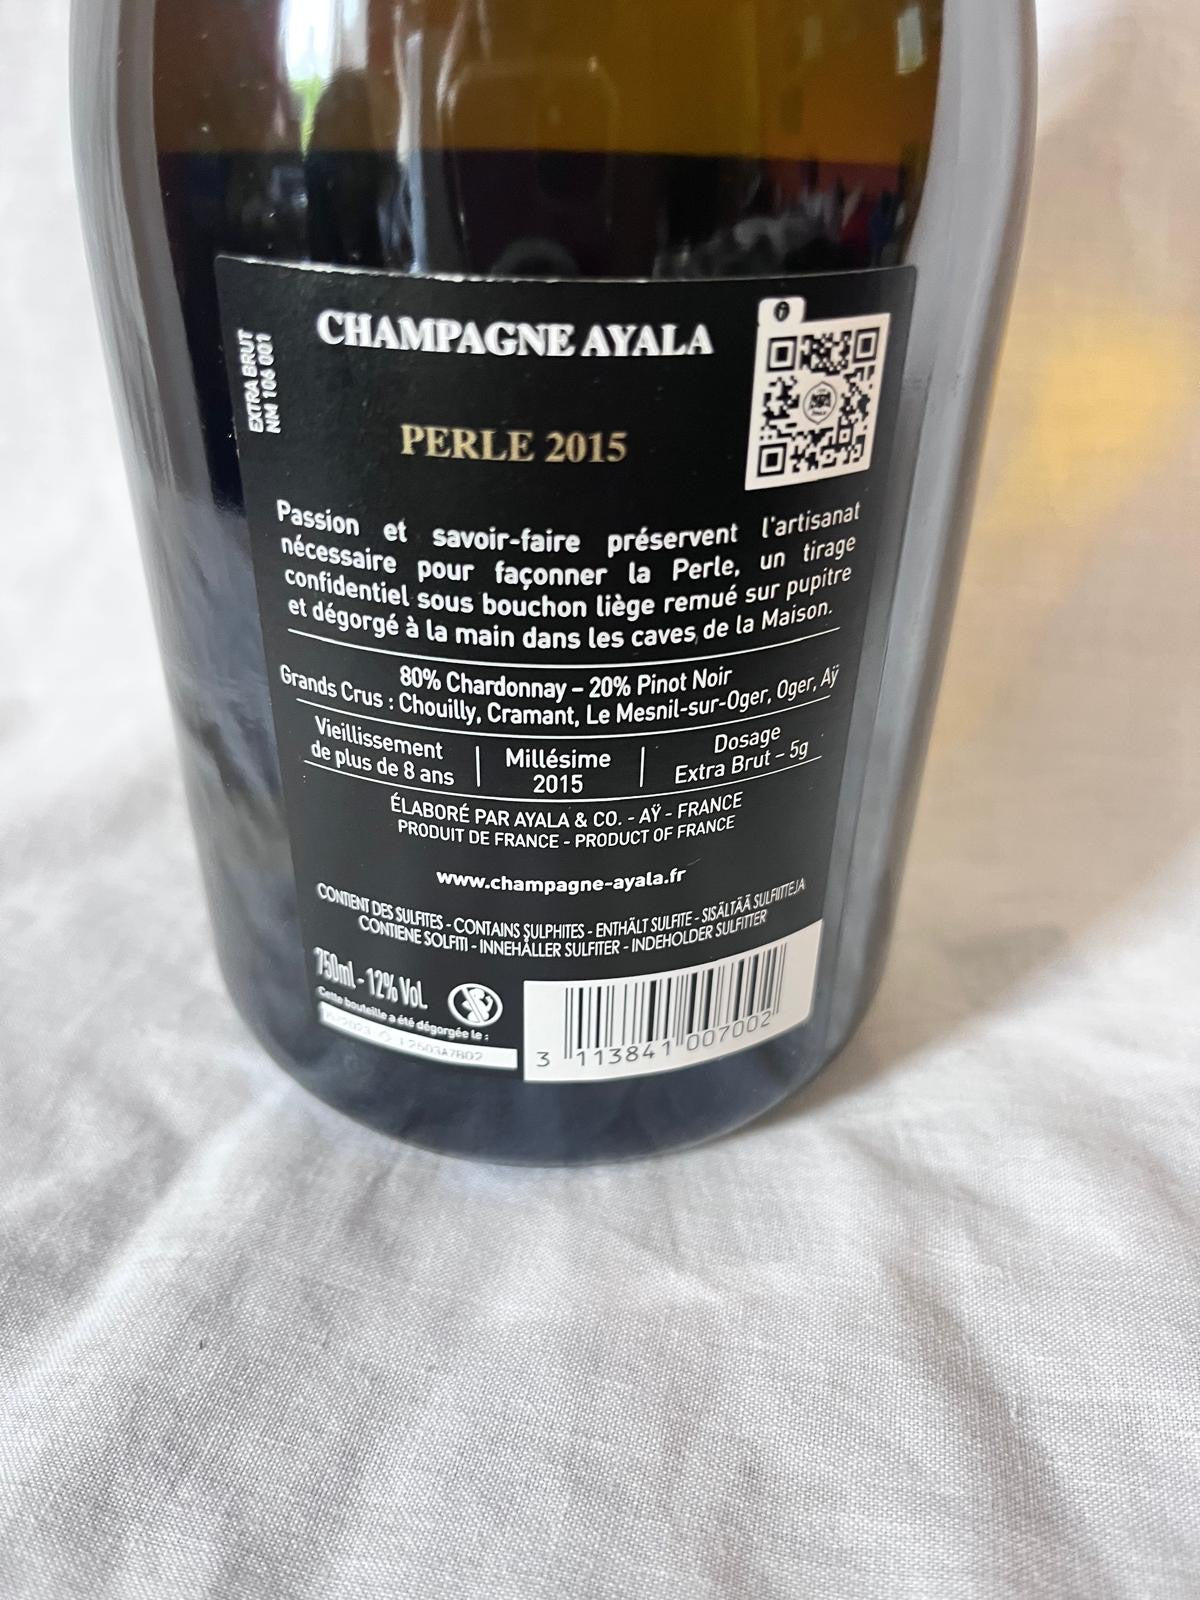 EXTRA BRUT
NM 106 001
CHAMPAGNE AYALA
PERLE 2015
Passion et savoir-faire préservent l'artisanat
nécessaire pour façonner la Perle, un tirage
confidentiel sous bouchon liège remué sur pupitre
et dégorgé à la main dans les caves de la Maison.
80% Chardonnay – 20% Pinot Noir
Grands Crus : Chouilly, Cramant, Le Mesnil-sur-Oger, Oger, Aÿ
Vieillissement
de plus de 8 ans
Millésime
2015
Dosage
Extra Brut – 5g
ÉLABORÉ PAR AYALA & CO. - AŸ - FRANCE
PRODUIT DE FRANCE - PRODUCT OF FRANCE
www.champagne-ayala.fr
CONTIENT DES SULFITES - CONTAINS SULPHITES - ENTHÄLT SULFITE - SISÄLTÄÄ SULFIITTEJA
CONTIENE SOLFITI - INNEHÅLLER SULFITER - INDEHOLDER SULFITTER
750ml - 12% Vol.
Cette bouteille a été dégorgée le :
3 113841 007002